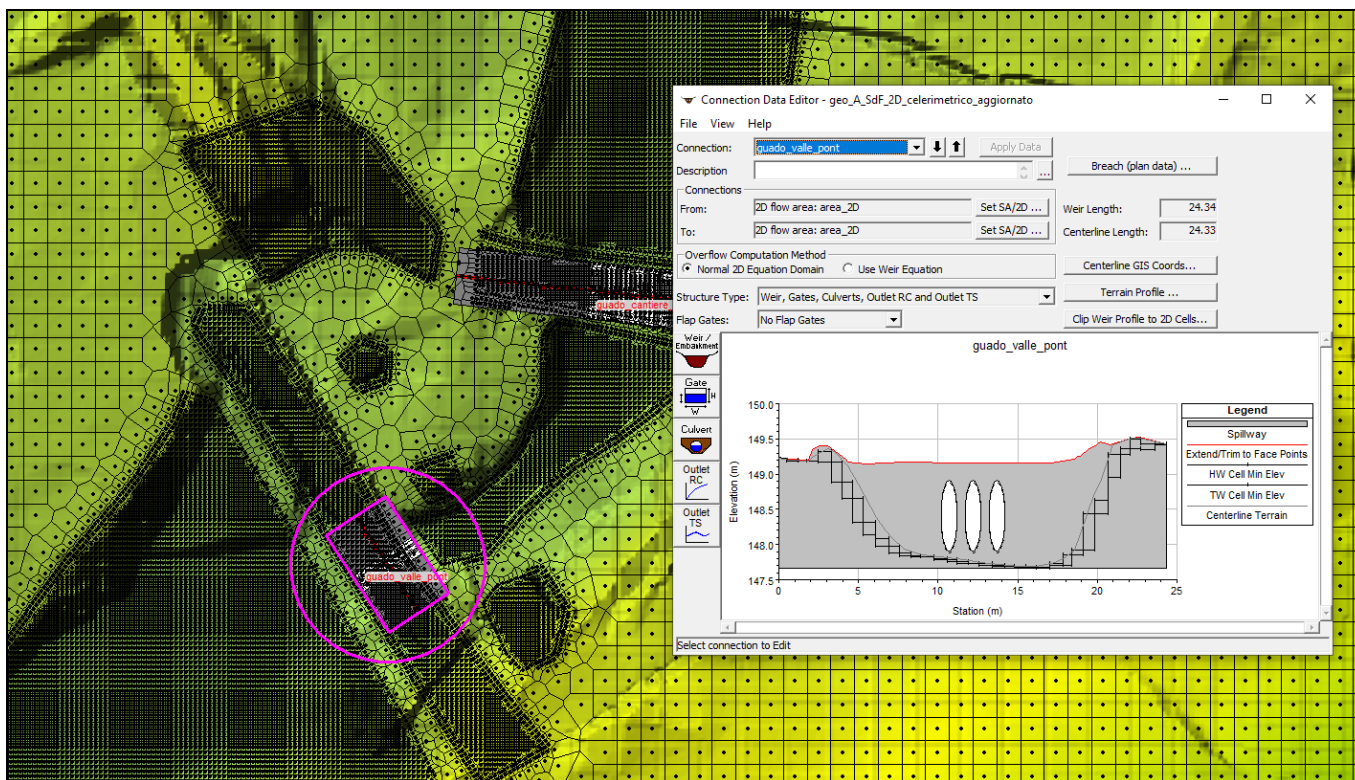 Connection Data Editor - geo_A_SdF_2D_celerimetrico_aggiornato
File View Help
Connection: guado_valle_pont Apply Data
Description ... Breach (plan data) ...
Connections
From: 2D flow area: area_2D Set SA/2D ... Weir Length: 24.34
To: 2D flow area: area_2D Set SA/2D ... Centerline Length: 24.33
Overflow Computation Method
Normal 2D Equation Domain Use Weir Equation Centerline GIS Coords...
Structure Type: Weir, Gates, Culverts, Outlet RC and Outlet TS Terrain Profile ...
Flap Gates: No Flap Gates Clip Weir Profile to 2D Cells...
Weir / Embankment
Gate
H
W
Culvert
Outlet RC
Outlet TS
guado_valle_pont
Elevation (m)
150.0
149.5
149.0
148.5
148.0
147.5
0 5 10 15 20 25
Station (m)
Legend
Spillway
Extend/Trim to Face Points
HW Cell Min Elev
TW Cell Min Elev
Centerline Terrain
Select connection to Edit
guado_cantiere
guado_valle_pont